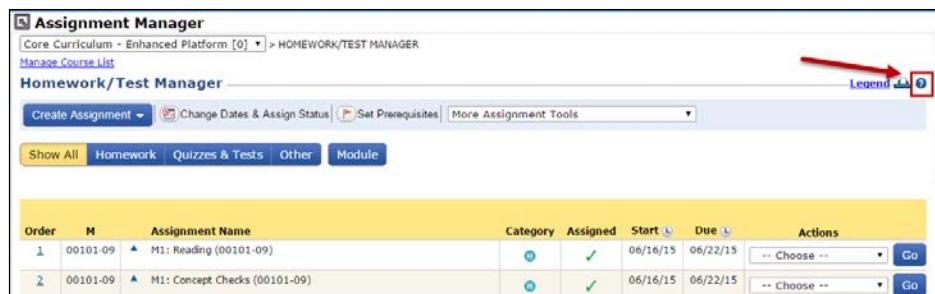 Assignment Manager
Core Curriculum - Enhanced Platform [0] > HOMEWORK/TEST MANAGER
Manage Course List
Homework/Test Manager Legend ?
Create Assignment Change Dates & Assign Status Set Prerequisites More Assignment Tools
Show All Homework Quizzes & Tests Other Module
Order M Assignment Name Category Assigned Start Due Actions
1 00101-09 M1: Reading (00101-09) H 06/16/15 06/22/15 -- Choose -- Go
2 00101-09 M1: Concept Checks (00101-09) H 06/16/15 06/22/15 -- Choose -- Go